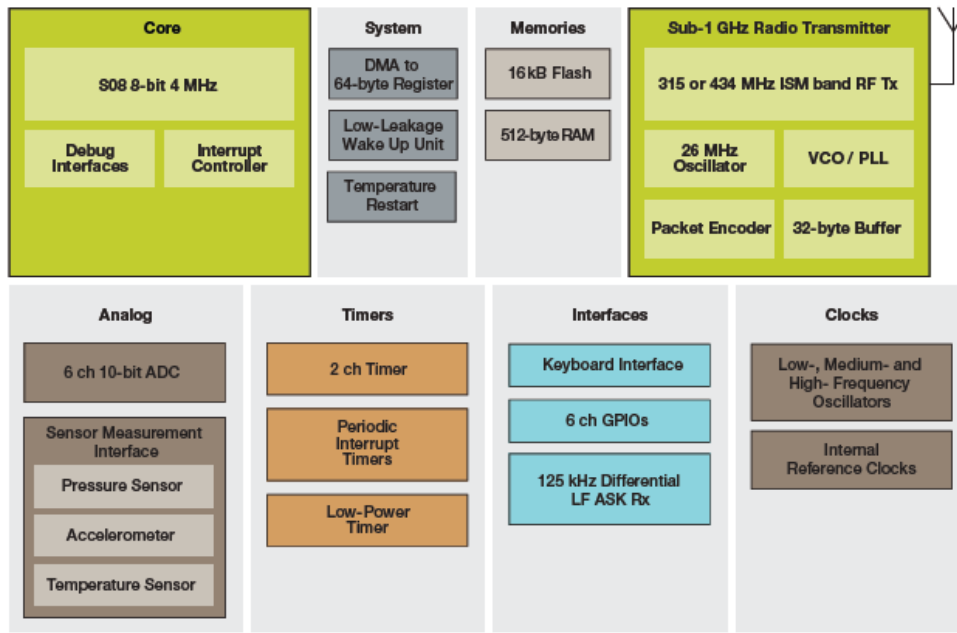 Core
S08 8-bit 4 MHz
Debug
Interfaces
Interrupt
Controller
System
DMA to
64-byte Register
Low-Leakage
Wake Up Unit
Temperature
Restart
Memories
16 kB Flash
512-byte RAM
Sub-1 GHz Radio Transmitter
315 or 434 MHz ISM band RF Tx
26 MHz
Oscillator
VCO / PLL
Packet Encoder
32-byte Buffer
Analog
6 ch 10-bit ADC
Sensor Measurement
Interface
Pressure Sensor
Accelerometer
Temperature Sensor
Timers
2 ch Timer
Periodic
Interrupt
Timers
Low-Power
Timer
Interfaces
Keyboard Interface
6 ch GPIOs
125 kHz Differential
LF ASK Rx
Clocks
Low-, Medium- and
High- Frequency
Oscillators
Internal
Reference Clocks